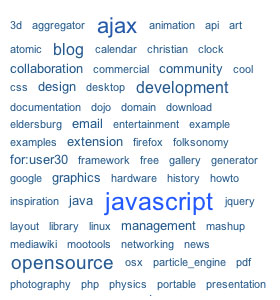 3d aggregator ajax animation api art
atomic blog calendar christian clock
collaboration commercial community cool
css design desktop development
documentation dojo domain download
eldersburg email entertainment example
examples extension firefox folksonomy
for:user30 framework free gallery generator
google graphics hardware history howto
inspiration java javascript jquery
layout library linux management mashup
mediawiki mootools networking news
opensource osx particle_engine pdf
photography php physics portable presentation